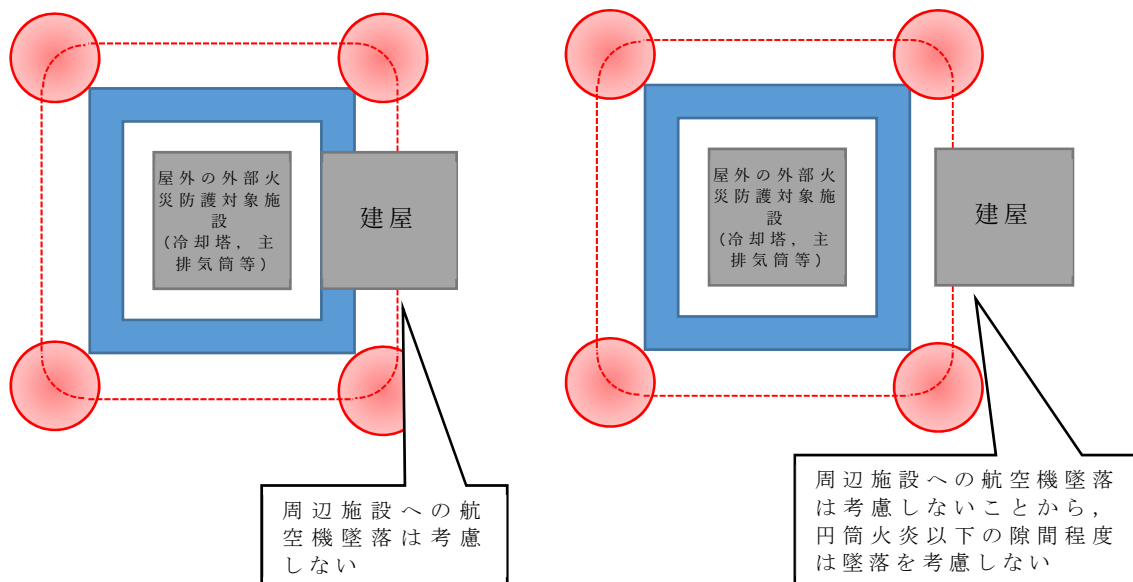 屋外の外部火
災防護対象施
設
(冷却塔，主
排気筒等)
建屋
周辺施設への航
空機墜落は考慮
しない
屋外の外部火
災防護対象施
設
(冷却塔，主
排気筒等)
建屋
周辺施設への航空機墜落
は考慮しないことから，
円筒火炎以下の隙間程度
は墜落を考慮しない